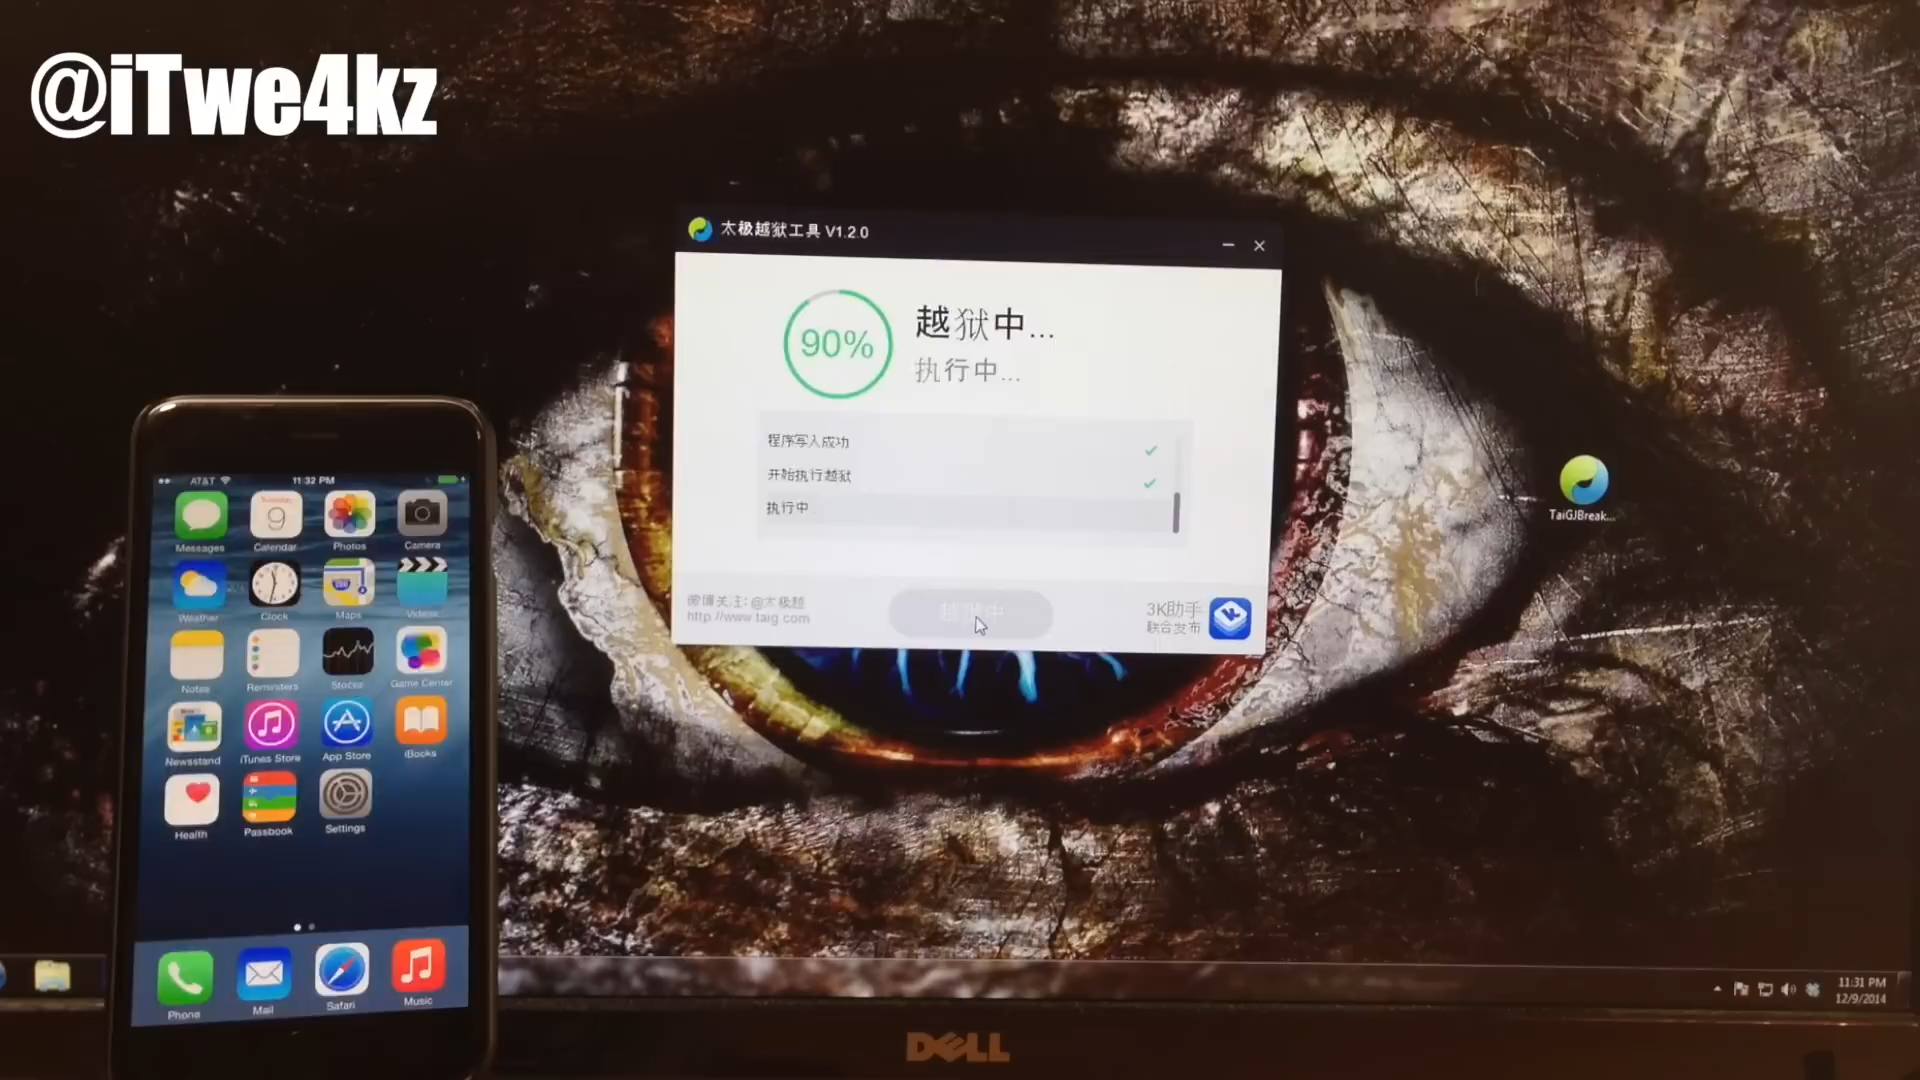 @iTwe4kz
太极越狱工具 V1.2.0
90%
越狱中...
执行中...
程序写入成功
开始执行越狱
执行中
微博关注: @太极越
http://www.taig.com
越狱中
3K助手
联合发布
TaiGJBreak...
AT&T
11:32 PM
9
Messages
Calendar
Photos
Camera
Weather
Clock
Maps
Videos
Notes
Reminders
Stocks
Game Center
Newsstand
iTunes Store
App Store
iBooks
Health
Passbook
Settings
Phone
Mail
Safari
Music
11:31 PM
12/9/2014
DELL